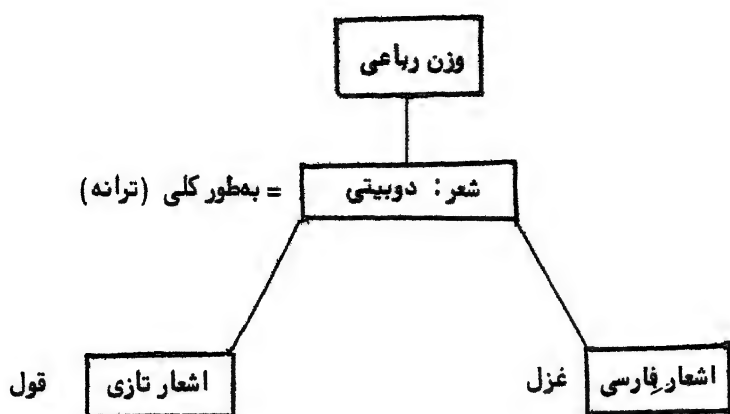 وزن رباعی
شعر: دوبیتی = به‌طور کلی (ترانه)
اشعارِ فارسی غزل اشعار تازی قول